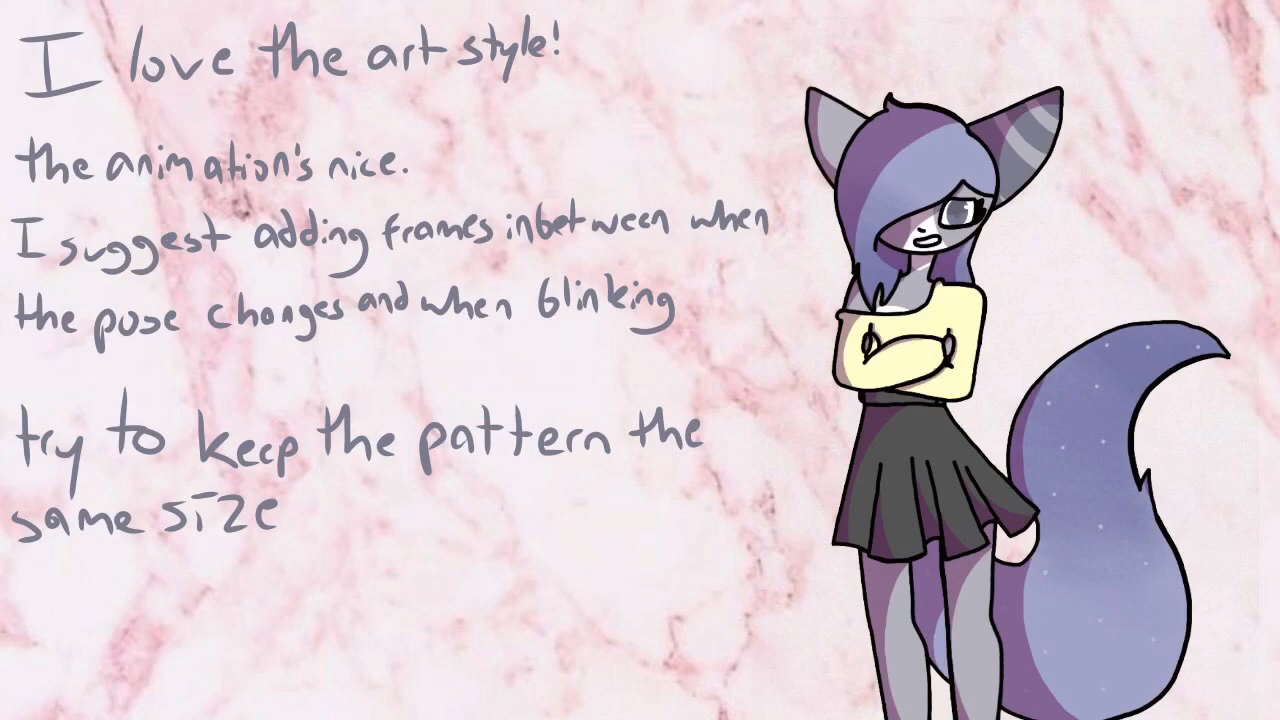 I love the art style!
the animation's nice.
I suggest adding frames inbetween when
the pose changes and when blinking
try to keep the pattern the
same size